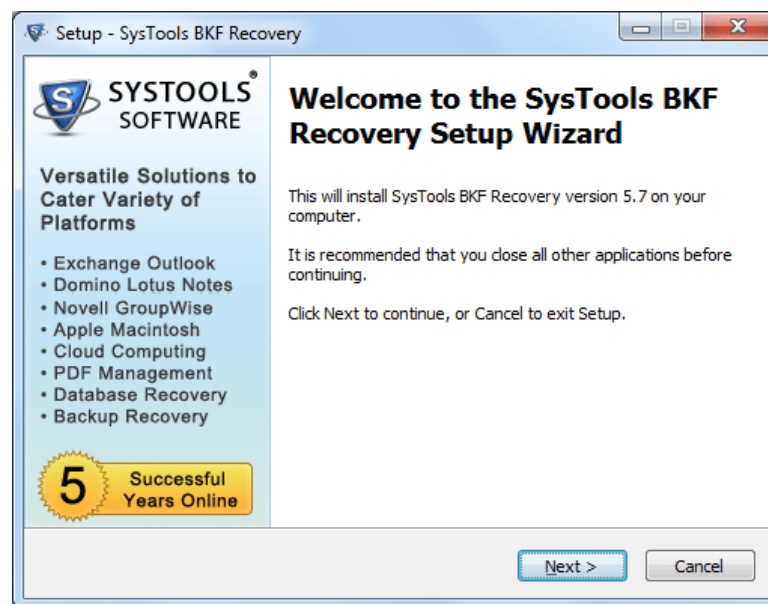 Setup - SysTools BKF Recovery
SYSTOOLS®
SOFTWARE
Versatile Solutions to
Cater Variety of
Platforms
• Exchange Outlook
• Domino Lotus Notes
• Novell GroupWise
• Apple Macintosh
• Cloud Computing
• PDF Management
• Database Recovery
• Backup Recovery
5 Successful
Years Online
Welcome to the SysTools BKF
Recovery Setup Wizard
This will install SysTools BKF Recovery version 5.7 on your
computer.
It is recommended that you close all other applications before
continuing.
Click Next to continue, or Cancel to exit Setup.
Next >
Cancel